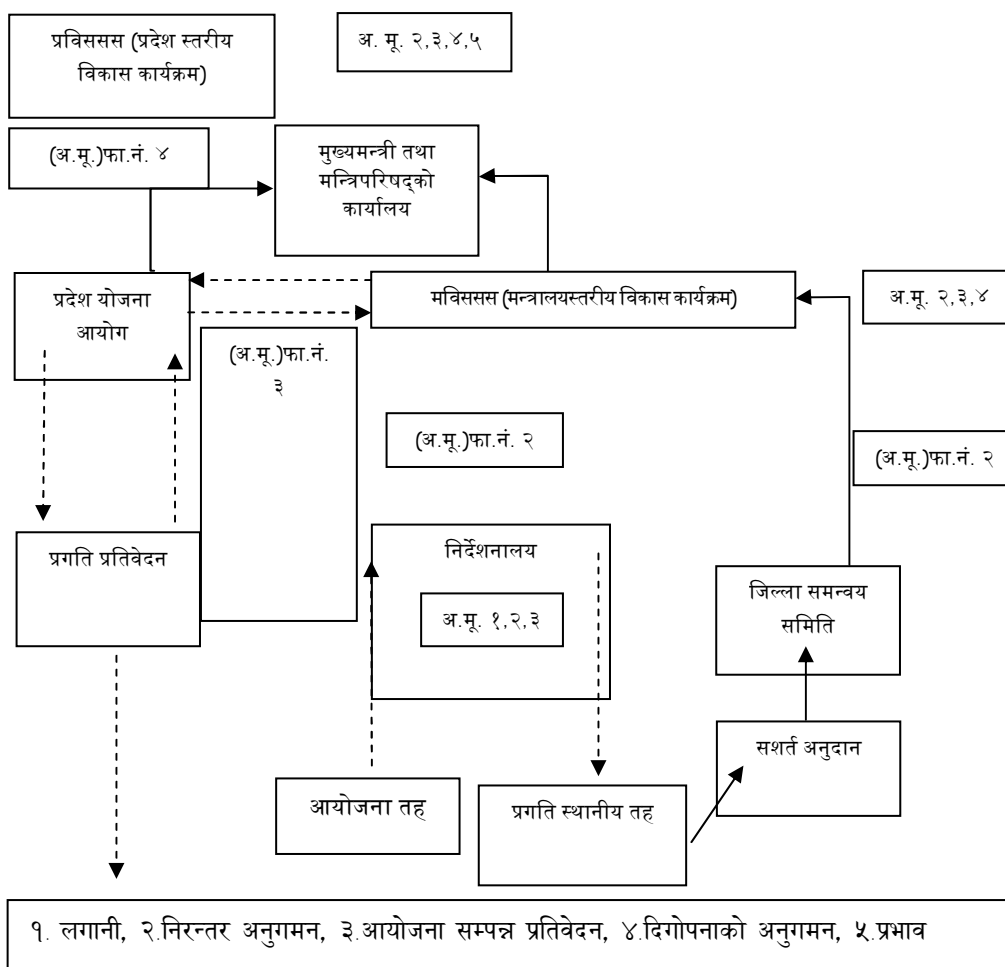 प्रविससस (प्रदेश स्तरीय
विकास कार्यक्रम)
अ. मू. २,३,४,५
(अ.मू.)फा.नं. ४
मुख्यमन्त्री तथा
मन्त्रिपरिषद्को
कार्यालय
प्रदेश योजना
आयोग
मविससस (मन्त्रालयस्तरीय विकास कार्यक्रम)
अ.मू. २,३,४
(अ.मू.)फा.नं.
३
(अ.मू.)फा.नं. २
(अ.मू.)फा.नं. २
प्रगति प्रतिवेदन
निर्देशनालय
अ.मू. १,२,३
जिल्ला समन्वय
समिति
सशर्त अनुदान
आयोजना तह
प्रगति स्थानीय तह
१. लगानी, २.निरन्तर अनुगमन, ३.आयोजना सम्पन्न प्रतिवेदन, ४.दिगोपनाको अनुगमन, ५.प्रभाव